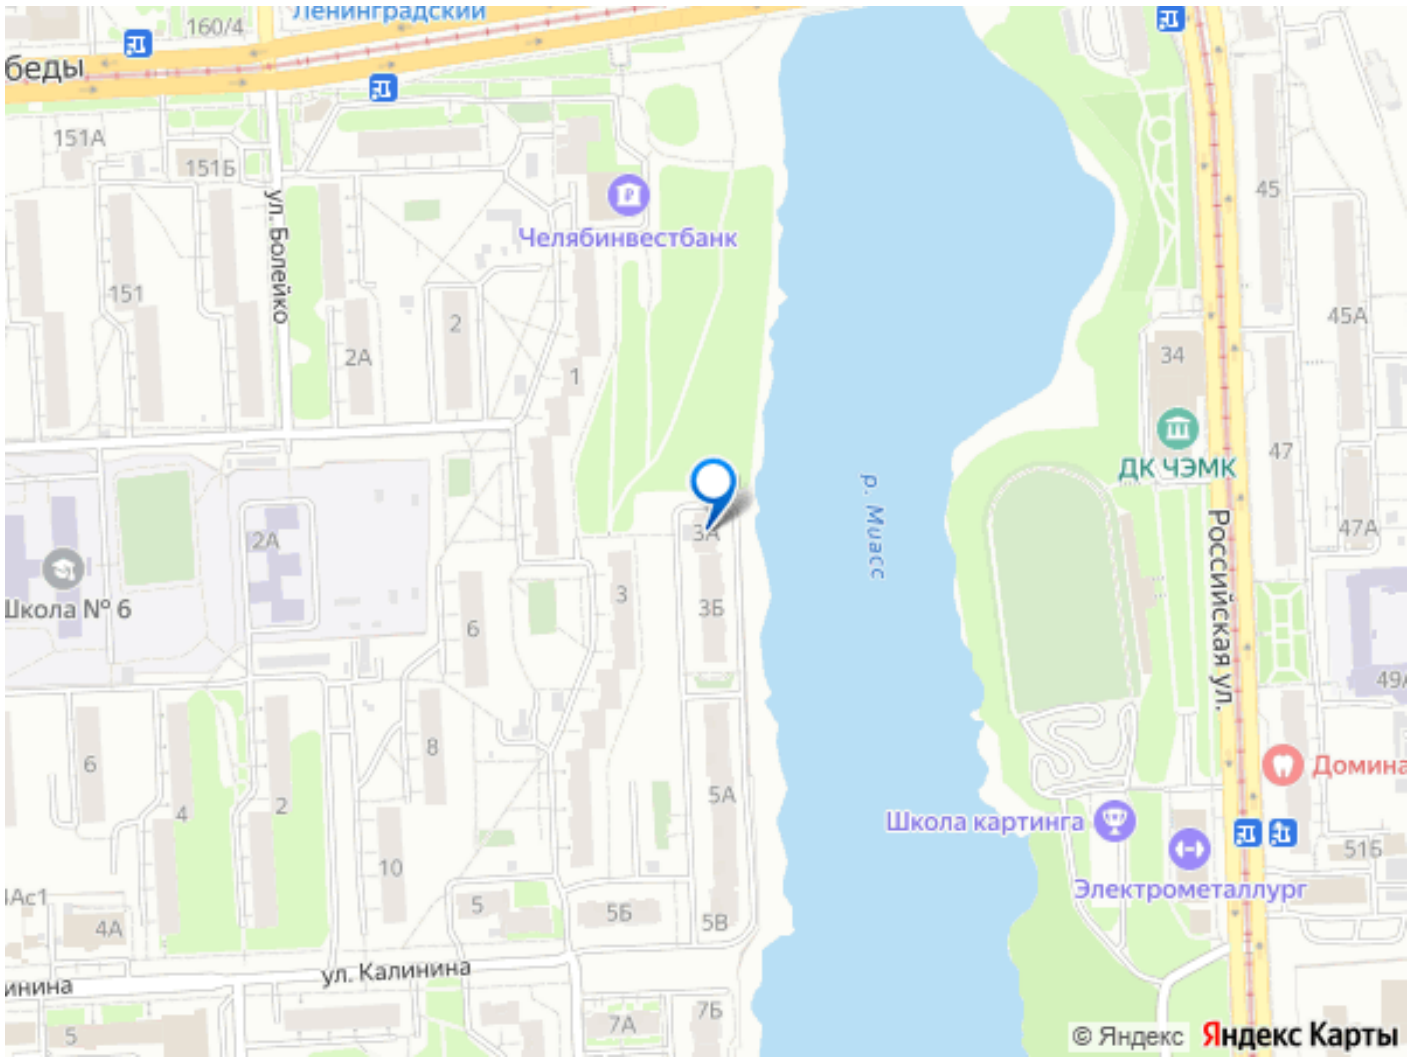 Ленинградский
160/4
беды
151А
151Б
45
ул. Болейко
Челябинвестбанк
151
2
45А
2А
34
1
ДК ЧЭМК
47
р. Миасс
Российская ул.
3А
47А
2А
Школа № 6
3
3Б
6
49А
8
6
Домина
2
5А
4
Школа картинга
51Б
10
Электрометаллург
4Ас1
5
5Б
5В
4А
ул. Калинина
инина
7Б
7А
5
© Яндекс Яндекс Карты